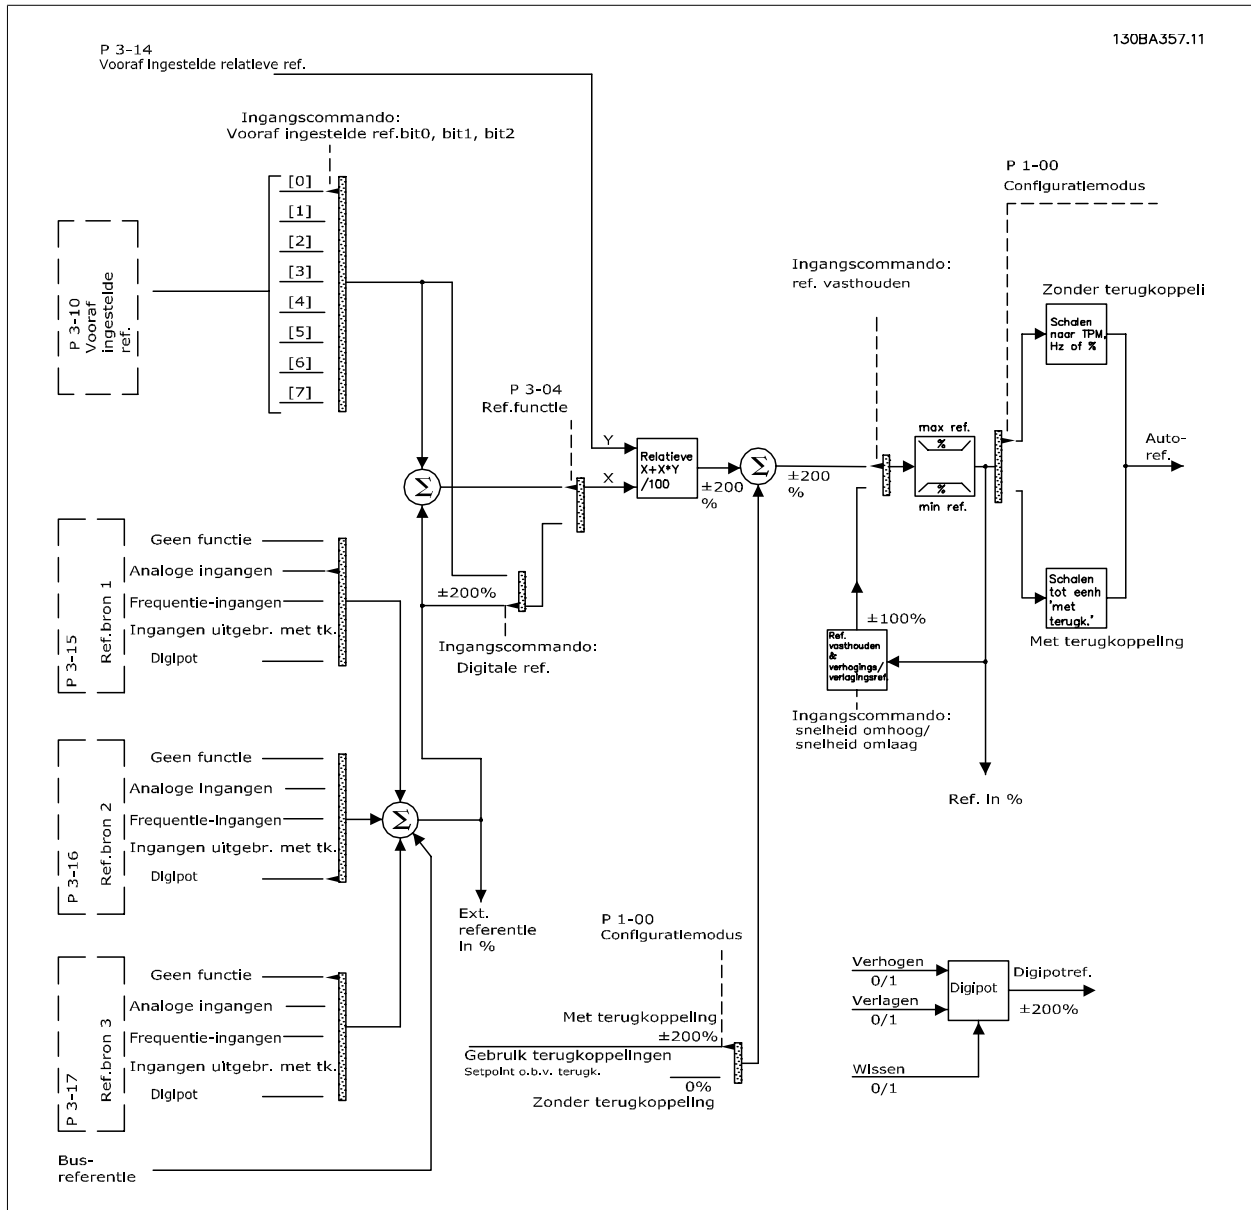 130BA357.11
P 3-14
Vooraf Ingestelde relatieve ref.
Ingangscommando:
Vooraf ingestelde ref.bit0, bit1, bit2
[0]
[1]
[2]
[3]
[4]
[5]
[6]
[7]
P 3-10
Vooraf
ingestelde
ref.
P 1-00
Configuratiemodus
Ingangscommando:
ref. vasthouden
Zonder terugkoppeli
Schalen
naar TPM,
Hz of %
P 3-04
Ref.functie
Y
X
Relatieve
X+X*Y
/100
±200
%
Σ
±200
%
max ref.
%
%
min ref.
Auto-
ref.
Σ
P 3-15
Ref.bron 1
Geen functie
Analoge ingangen
Frequentie-ingangen
Ingangen uitgebr. met tk.
Digipot
±200%
Ingangscommando:
Digitale ref.
Schalen
tot eenh
'met
terugk.'
Met terugkoppeling
±100%
Ref.
vasthouden
&
verhogings/
verlagingsref.
Ingangscommando:
snelheid omhoog/
snelheid omlaag
Ref. In %
P 3-16
Ref.bron 2
Geen functie
Analoge Ingangen
Frequentie-Ingangen
Ingangen uitgebr. met tk.
Digipot
Σ
Ext.
referentie
In %
P 3-17
Ref.bron 3
Geen functie
Analoge ingangen
Frequentie-ingangen
Ingangen uitgebr. met tk.
Digipot
Bus-
referentie
P 1-00
Configuratiemodus
Met terugkoppeling
±200%
Gebruik terugkoppelingen
Setpoint o.b.v. terugk.
0%
Zonder terugkoppeling
Verhogen
0/1
Verlagen
0/1
Wissen
0/1
Digipot
Digipotref.
±200%